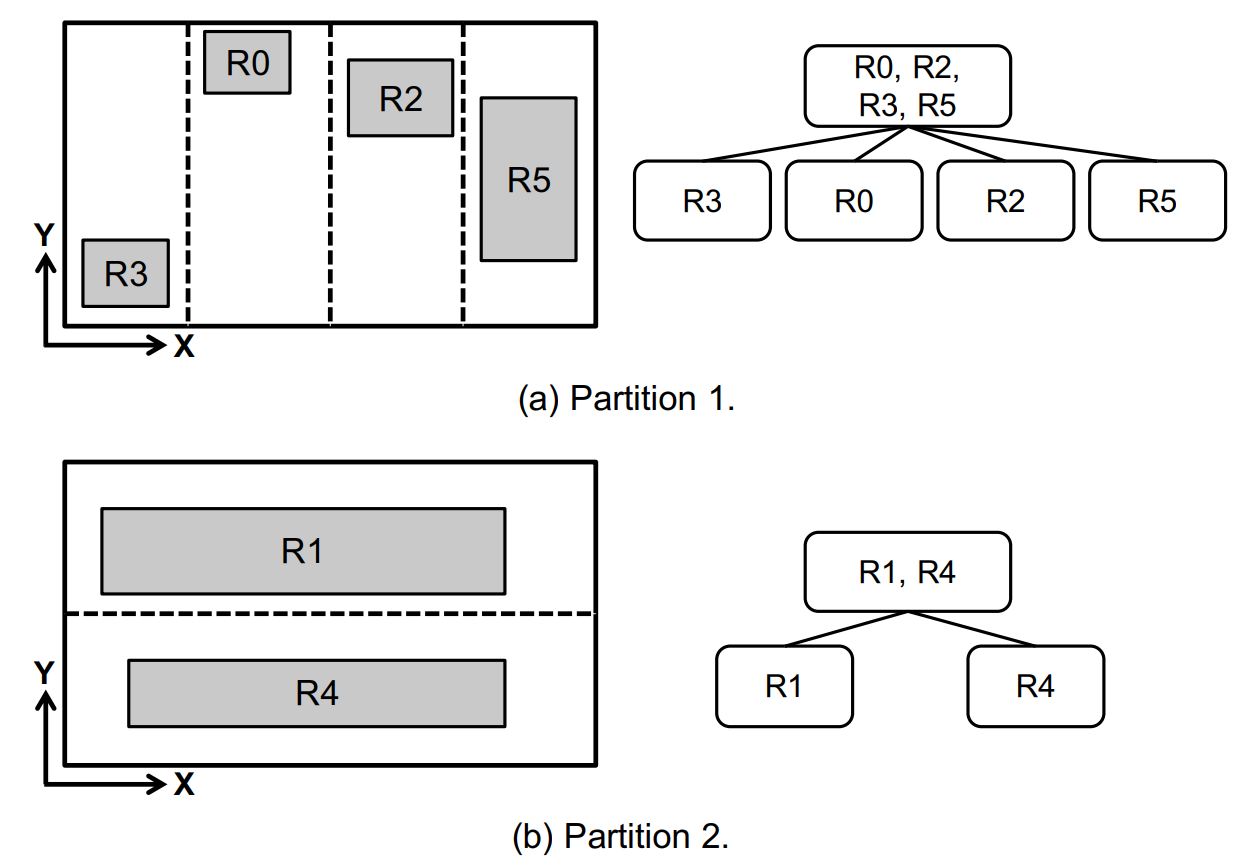 R0
R2
R5
R3
Y
X
R0, R2,
R3, R5
R3
R0
R2
R5
(a) Partition 1.
R1
R4
Y
X
R1, R4
R1
R4
(b) Partition 2.